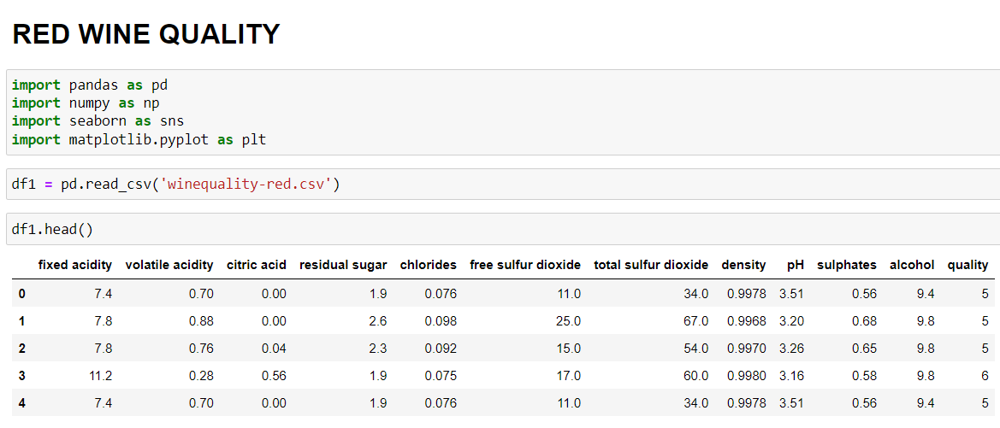 RED WINE QUALITY
import pandas as pd
import numpy as np
import seaborn as sns
import matplotlib.pyplot as plt
df1 = pd.read_csv('winequality-red.csv')
df1.head()
fixed acidity volatile acidity citric acid residual sugar chlorides free sulfur dioxide total sulfur dioxide density pH sulphates alcohol quality
0 7.4 0.70 0.00 1.9 0.076 11.0 34.0 0.9978 3.51 0.56 9.4 5
1 7.8 0.88 0.00 2.6 0.098 25.0 67.0 0.9968 3.20 0.68 9.8 5
2 7.8 0.76 0.04 2.3 0.092 15.0 54.0 0.9970 3.26 0.65 9.8 5
3 11.2 0.28 0.56 1.9 0.075 17.0 60.0 0.9980 3.16 0.58 9.8 6
4 7.4 0.70 0.00 1.9 0.076 11.0 34.0 0.9978 3.51 0.56 9.4 5